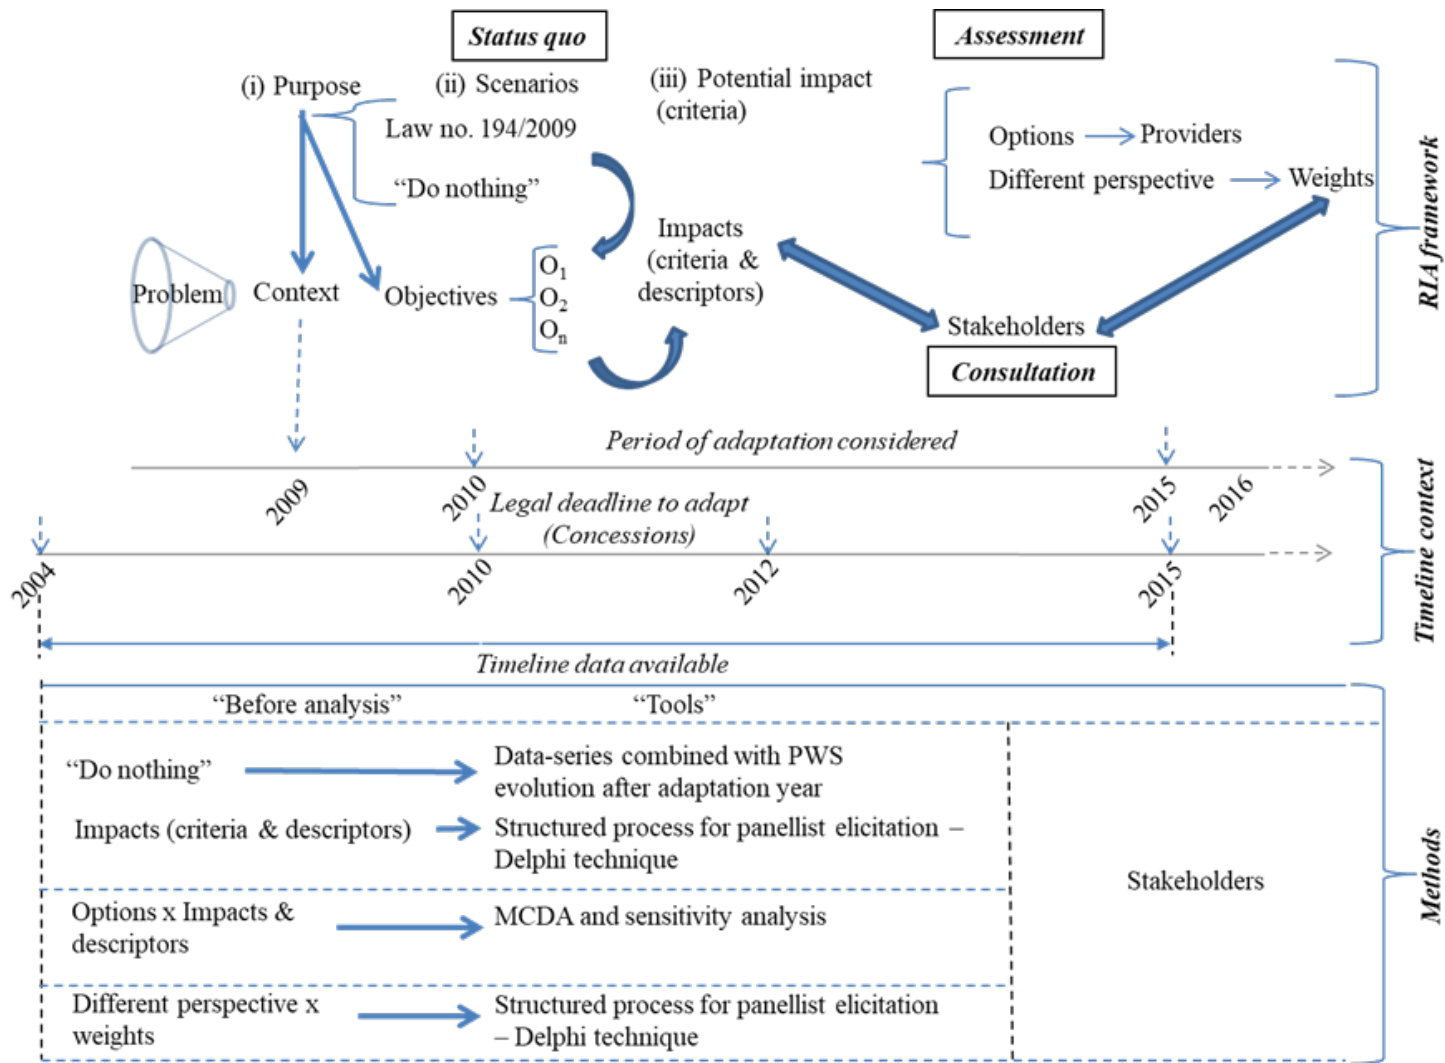 Status quo
Assessment
(i) Purpose
(ii) Scenarios
(iii) Potential impact
(criteria)
Law no. 194/2009
“Do nothing”
Options
Providers
Different perspective
Weights
Impacts
(criteria &
descriptors)
Problem
Context
Objectives
O1
O2
On
Stakeholders
Consultation
RIA framework
Period of adaptation considered
2009
2010
2015
2016
Legal deadline to adapt
(Concessions)
2004
2010
2012
2015
Timeline context
Timeline data available
“Before analysis”
“Tools”
“Do nothing”
Data-series combined with PWS
evolution after adaptation year
Impacts (criteria & descriptors)
Structured process for panellist elicitation –
Delphi technique
Options x Impacts &
descriptors
MCDA and sensitivity analysis
Different perspective x
weights
Structured process for panellist elicitation
– Delphi technique
Stakeholders
Methods